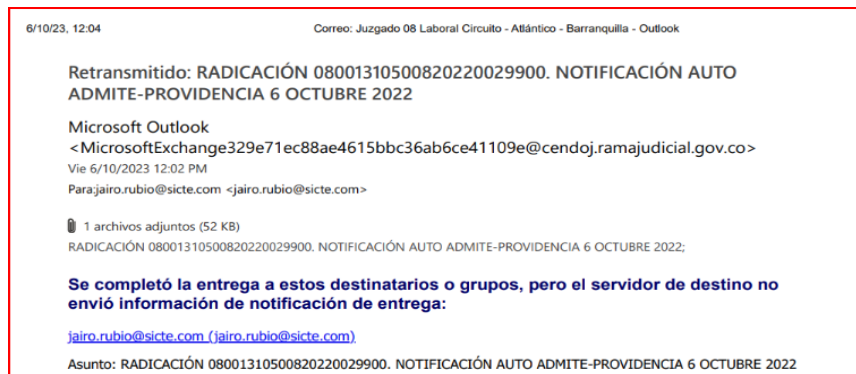 6/10/23, 12:04 Correo: Juzgado 08 Laboral Circuito - Atlántico - Barranquilla - Outlook
Retransmitido: RADICACIÓN 08001310500820220029900. NOTIFICACIÓN AUTO
ADMITE-PROVIDENCIA 6 OCTUBRE 2022
Microsoft Outlook
<MicrosoftExchange329e71ec88ae4615bbc36ab6ce41109e@cendoj.ramajudicial.gov.co>
Vie 6/10/2023 12:02 PM
Para:jairo.rubio@sicte.com <jairo.rubio@sicte.com>
1 archivos adjuntos (52 KB)
RADICACIÓN 08001310500820220029900. NOTIFICACIÓN AUTO ADMITE-PROVIDENCIA 6 OCTUBRE 2022;
Se completó la entrega a estos destinatarios o grupos, pero el servidor de destino no
envió información de notificación de entrega:
jairo.rubio@sicte.com (jairo.rubio@sicte.com)
Asunto: RADICACIÓN 08001310500820220029900. NOTIFICACIÓN AUTO ADMITE-PROVIDENCIA 6 OCTUBRE 2022